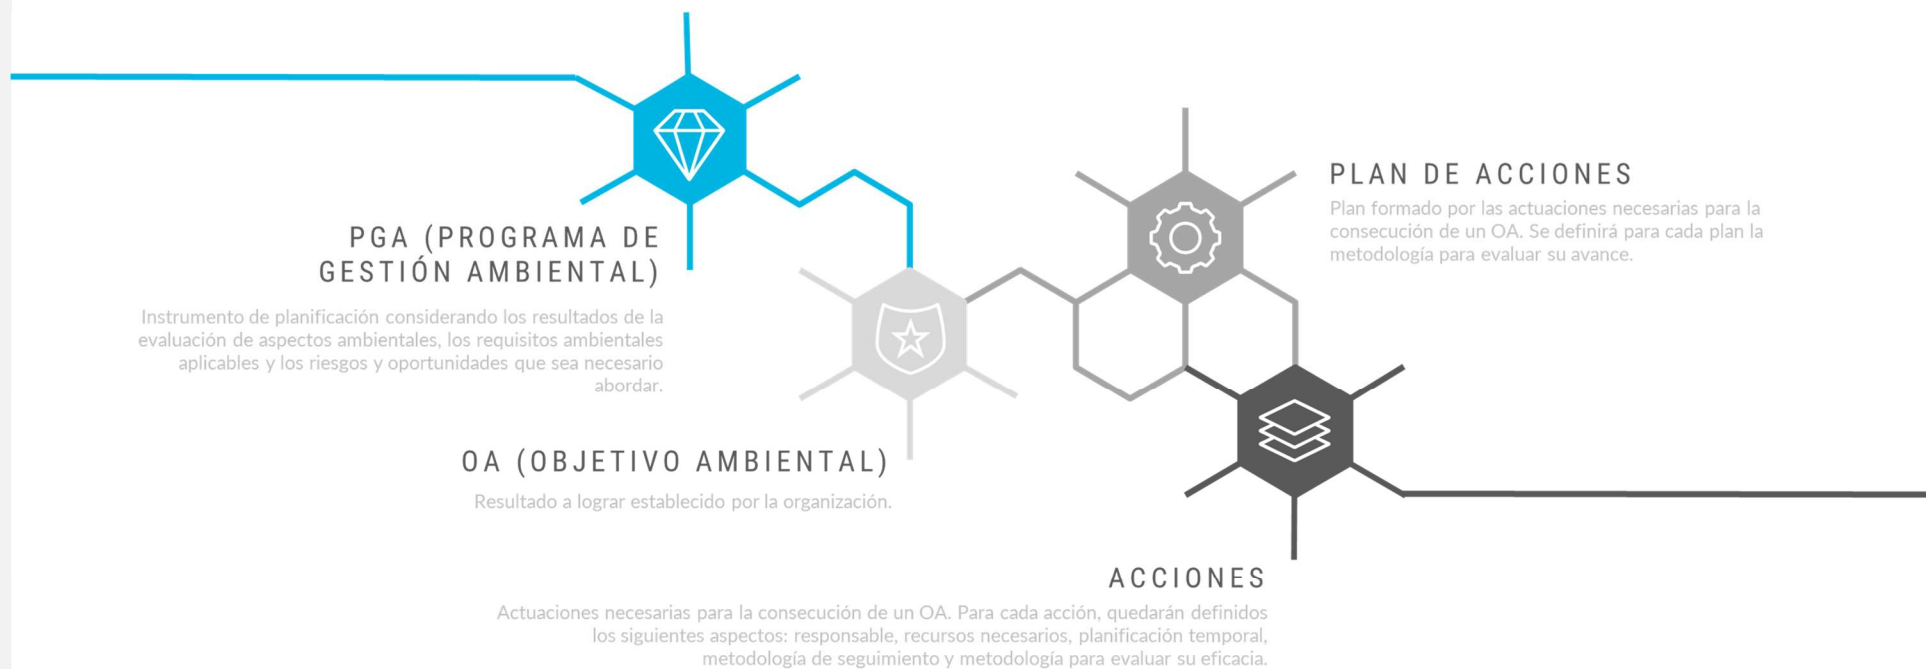 PGA (PROGRAMA DE
GESTIÓN AMBIENTAL)
Instrumento de planificación considerando los resultados de la
evaluación de aspectos ambientales, los requisitos ambientales
aplicables y los riesgos y oportunidades que sea necesario
abordar.
OA (OBJETIVO AMBIENTAL)
Resultado a lograr establecido por la organización.
PLAN DE ACCIONES
Plan formado por las actuaciones necesarias para la
consecución de un OA. Se definirá para cada plan la
metodología para evaluar su avance.
ACCIONES
Actuaciones necesarias para la consecución de un OA. Para cada acción, quedarán definidos
los siguientes aspectos: responsable, recursos necesarios, planificación temporal,
metodología de seguimiento y metodología para evaluar su eficacia.